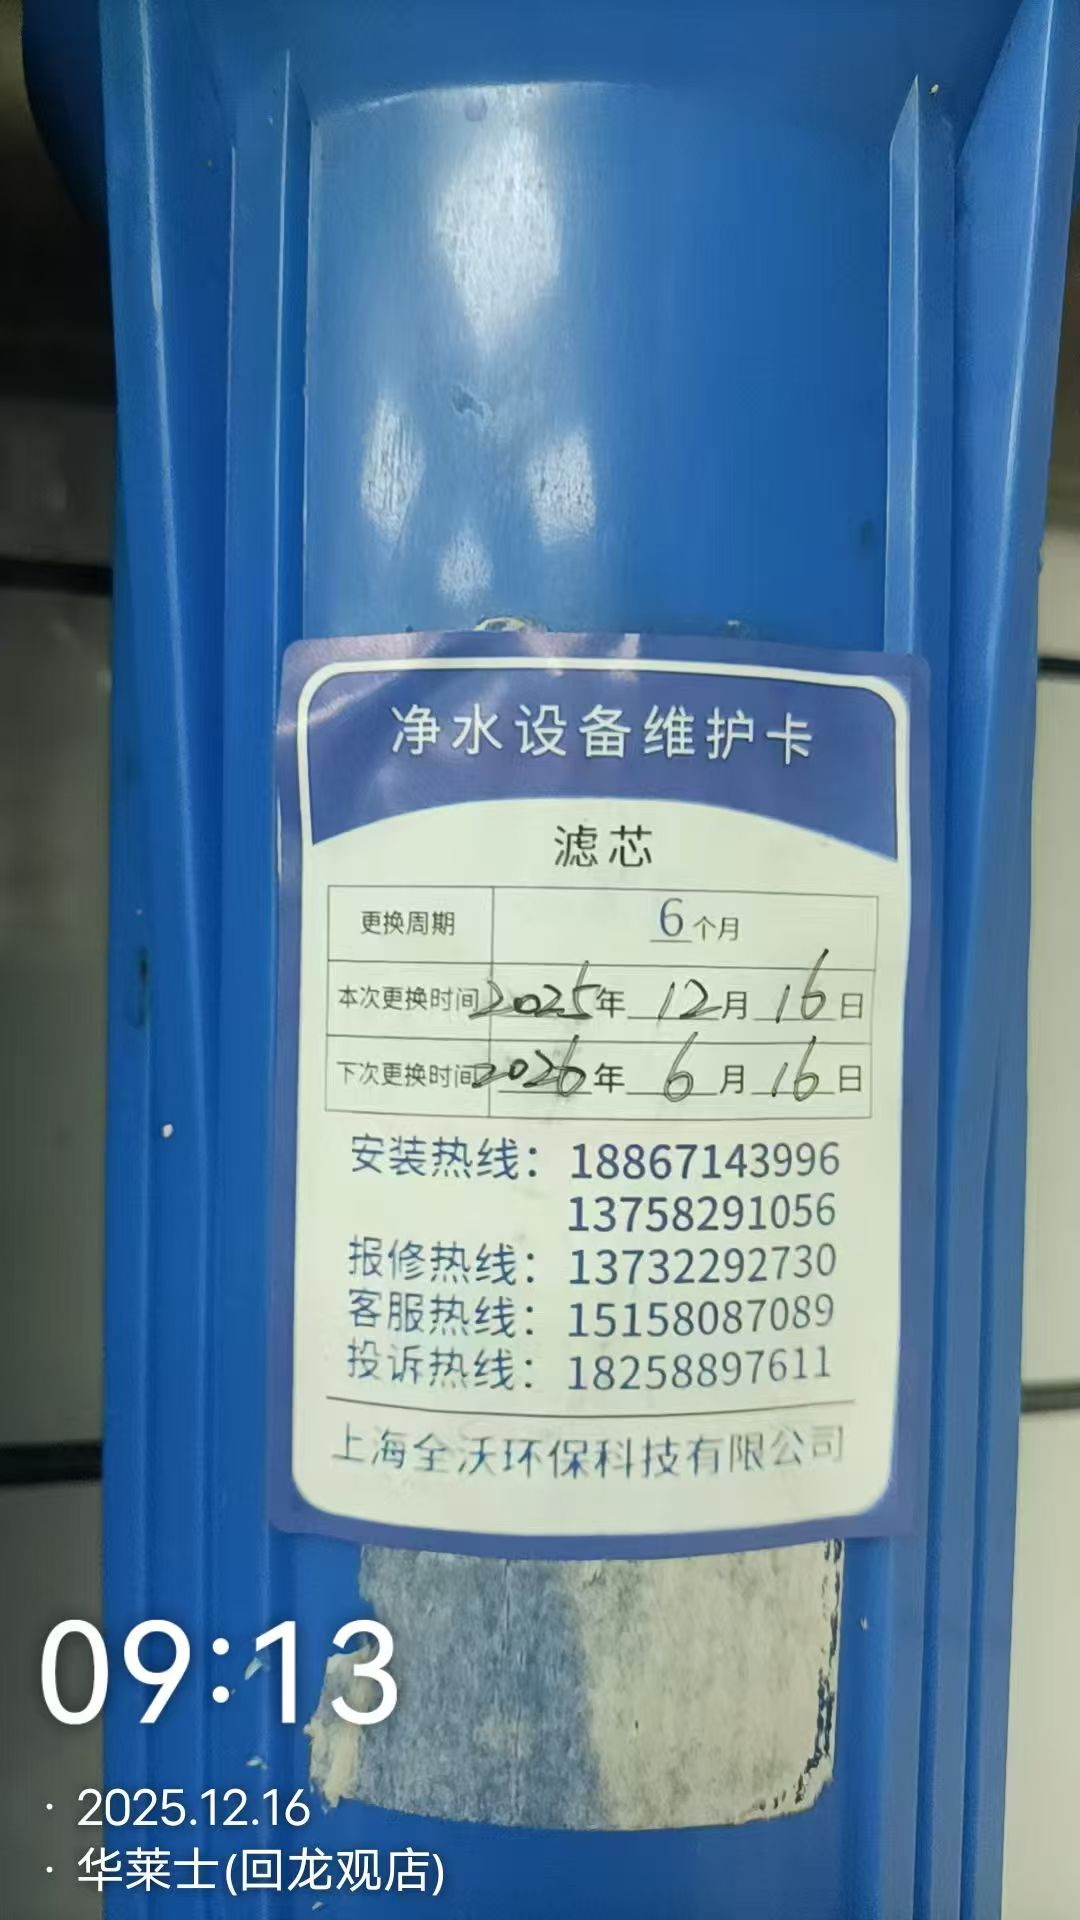 净水设备维护卡
滤芯
更换周期 6个月
本次更换时间 2025年 12月 16日
下次更换时间 2026年 6月 16日
安装热线：18867143996
13758291056
报修热线：13732292730
客服热线：15158087089
投诉热线：18258897611
上海全沃环保科技有限公司
09:13
· 2025.12.16
· 华莱士(回龙观店)